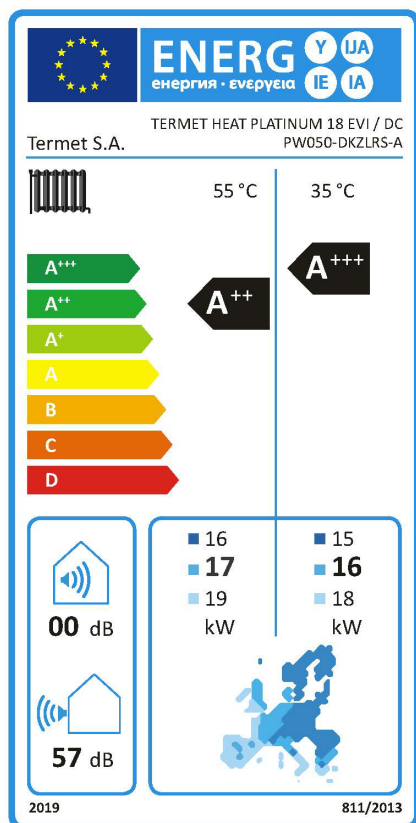 ENERG Y IJA
енергия · ενεργεια IE IA
Termet S.A.
TERMET HEAT PLATINUM 18 EVI / DC
PW050-DKZLRS-A
55 °C 35 °C
A+++
A++
A+
A
B
C
D
A++
A+++
00 dB
57 dB
16
17
19
kW
15
16
18
kW
2019 811/2013